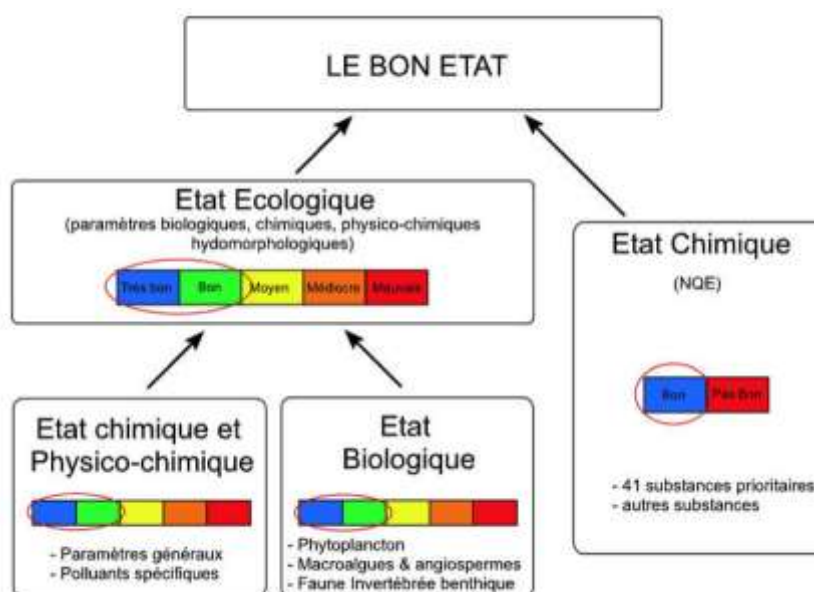 LE BON ETAT
Etat Ecologique
(paramètres biologiques, chimiques, physico-chimiques
hydomorphologiques)
Très bon
Bon
Moyen
Médiocre
Mauvais
Etat Chimique
(NQE)
Bon
Pas Bon
- 41 substances prioritaires
- autres substances
Etat chimique et
Physico-chimique
- Paramètres généraux
- Polluants spécifiques
Etat
Biologique
- Phytoplancton
- Macroalgues & angiospermes
- Faune Invertébrée benthique